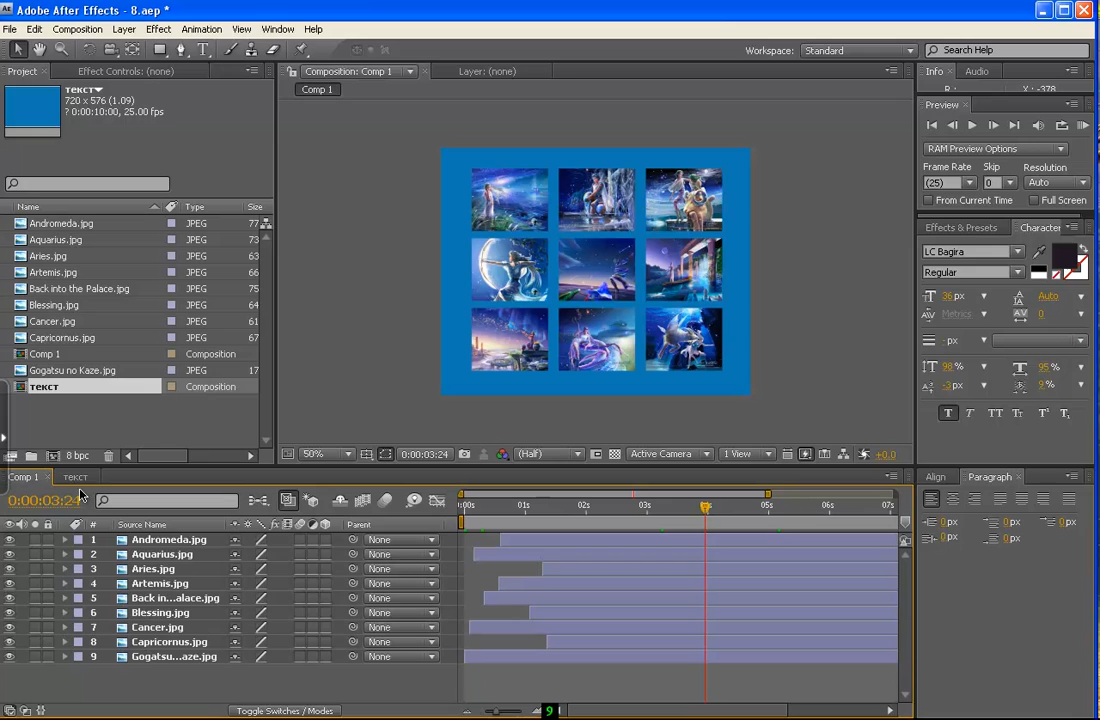 Adobe After Effects - 8.aep *
File Edit Composition Layer Effect Animation View Window Help
Workspace: Standard Search Help
Project Effect Controls: (none) Composition: Comp 1 Layer: (none) Info Audio
текст
720 x 576 (1.09)
? 0:00:10:00, 25.00 fps
Comp 1
X : -378
Preview
RAM Preview Options
Frame Rate Skip Resolution
(25) 0 Auto
From Current Time Full Screen
Name Type Size
Andromeda.jpg JPEG 77
Aquarius.jpg JPEG 73
Aries.jpg JPEG 63
Artemis.jpg JPEG 66
Back into the Palace.jpg JPEG 75
Blessing.jpg JPEG 64
Cancer.jpg JPEG 61
Capricornus.jpg JPEG 67
Comp 1 Composition
Gogatsu no Kaze.jpg JPEG 17
текст Composition
Effects & Presets Character
LC Bagira
Regular
36 px Auto
Metrics 0
- px
98 % 95 %
-3 px 9 %
T T TT Tт T¹ T₁
8 bpc
50% 0:00:03:24 (Half) Active Camera 1 View +0,0
Comp 1 текст
Align Paragraph
0:00:03:24
:00s 01s 02s 03s 04s 05s 06s 07s
# Source Name Parent
1 Andromeda.jpg None
2 Aquarius.jpg None
3 Aries.jpg None
4 Artemis.jpg None
5 Back in...alace.jpg None
6 Blessing.jpg None
7 Cancer.jpg None
8 Capricornus.jpg None
9 Gogatsu...aze.jpg None
0 px 0 px 0 px
0 px 0 px
Toggle Switches / Modes
9